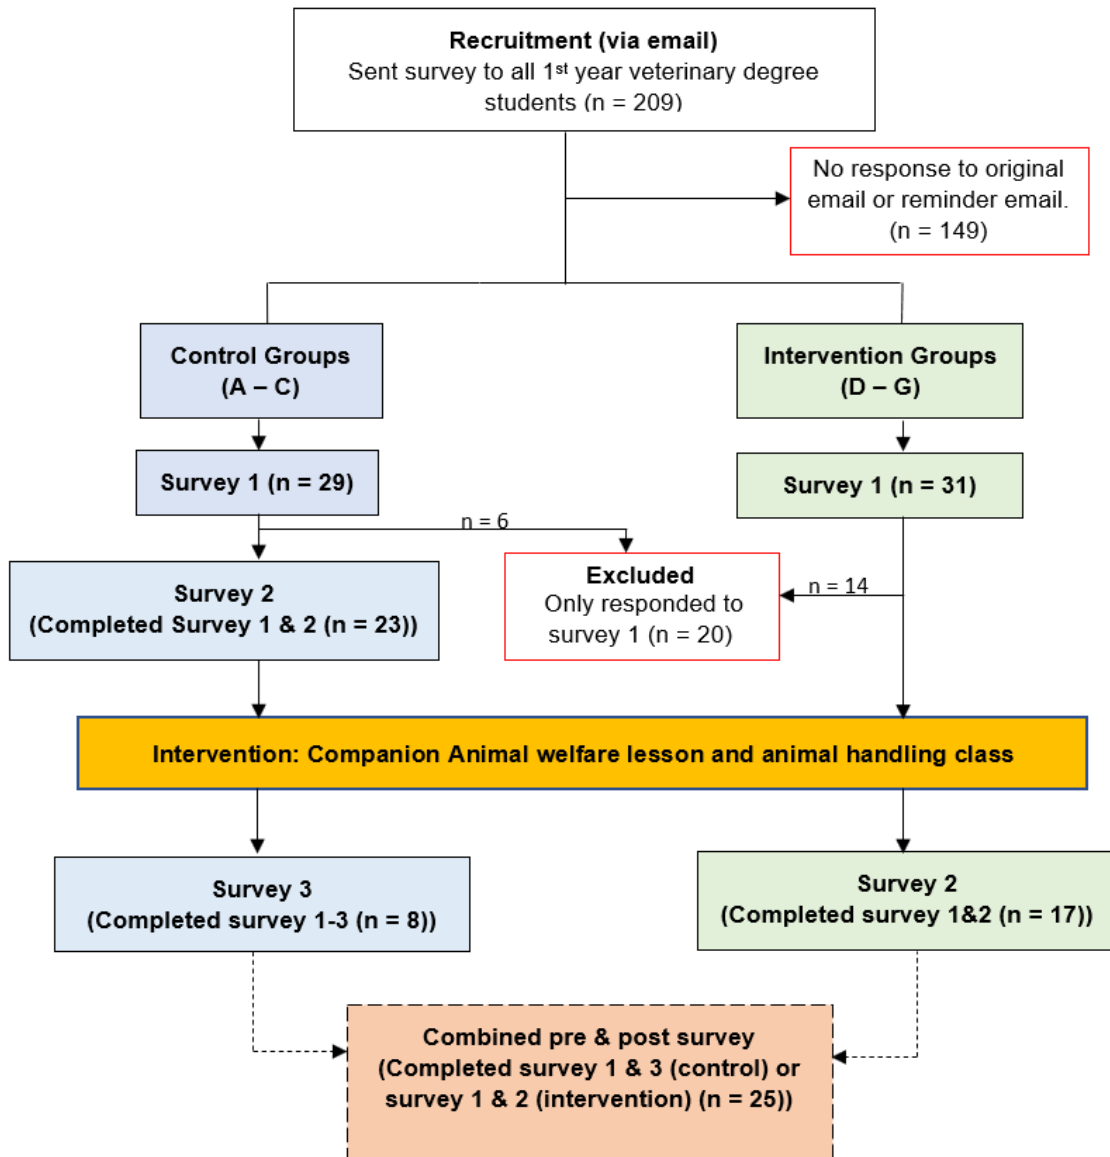 Recruitment (via email)
Sent survey to all 1st year veterinary degree
students (n = 209)
No response to original
email or reminder email.
(n = 149)
Control Groups
(A – C)
Intervention Groups
(D – G)
Survey 1 (n = 29)
Survey 1 (n = 31)
n = 6
Survey 2
(Completed Survey 1 & 2 (n = 23))
Excluded
Only responded to
survey 1 (n = 20)
n = 14
Intervention: Companion Animal welfare lesson and animal handling class
Survey 3
(Completed survey 1-3 (n = 8))
Survey 2
(Completed survey 1&2 (n = 17))
Combined pre & post survey
(Completed survey 1 & 3 (control) or
survey 1 & 2 (intervention) (n = 25))